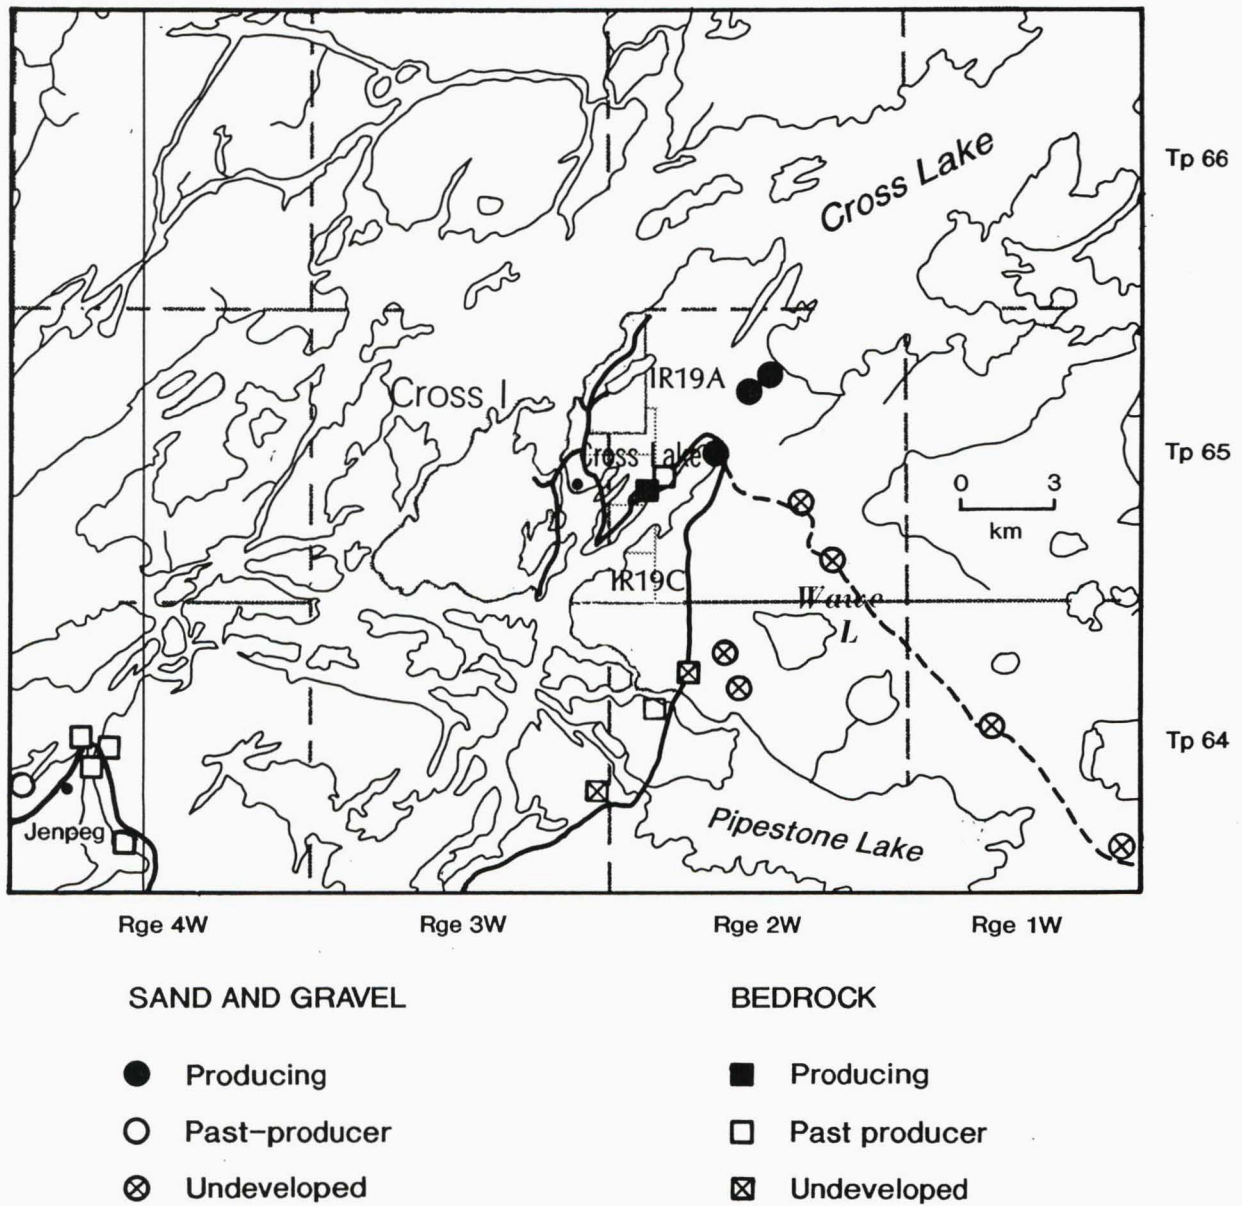 Tp 66
Cross Lake
IR19A
Cross I
Cross Lake
Tp 65
0 3
km
IR19C
Wawe
L
Tp 64
Jenpeg
Pipestone Lake
Rge 4W Rge 3W Rge 2W Rge 1W
SAND AND GRAVEL BEDROCK
Producing Producing
Past-producer Past producer
Undeveloped Undeveloped